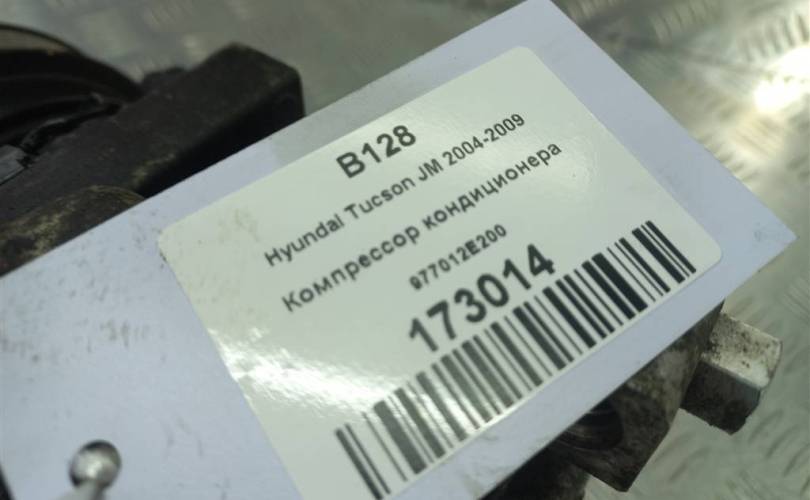 B128
Hyundai Tucson JM 2004-2009
Компрессор кондиционера
977012E200
173014